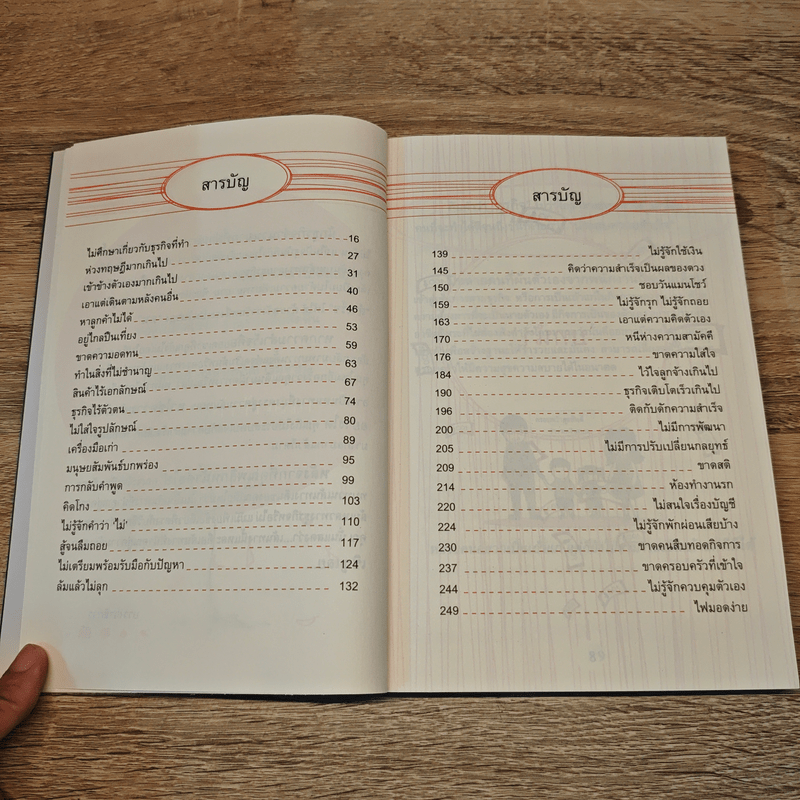 สารบัญ
ไม่ศึกษาเกี่ยวกับธุรกิจที่ทำ 16
ห่วงทฤษฎีมากเกินไป 27
เข้าข้างตัวเองมากเกินไป 31
เอาแต่เดินตามหลังคนอื่น 40
หาลูกค้าไม่ได้ 46
อยู่ไกลปืนเที่ยง 53
ขาดความอดทน 59
ทำในสิ่งที่ไม่ชำนาญ 63
สินค้าไร้เอกลักษณ์ 67
ธุรกิจไร้ตัวตน 74
ไม่ใส่ใจรูปลักษณ์ 80
เครื่องมือเก่า 89
มนุษยสัมพันธ์บกพร่อง 95
การกลับคำพูด 99
คิดโกง 103
ไม่รู้จักคำว่า 'ไม่' 110
สู้จนลืมถอย 117
ไม่เตรียมพร้อมรับมือกับปัญหา 124
ล้มแล้วไม่ลุก 132
สารบัญ
139 ไม่รู้จักใช้เงิน
145 คิดว่าความสำเร็จเป็นผลของดวง
150 ชอบวันแมนโชว์
159 ไม่รู้จักรุก ไม่รู้จักถอย
163 เอาแต่ความคิดตัวเอง
170 หนีห่างความสามัคคี
176 ขาดความใส่ใจ
184 ไว้ใจลูกจ้างเกินไป
190 ธุรกิจเติบโตเร็วเกินไป
196 ติดกับดักความสำเร็จ
200 ไม่มีการพัฒนา
205 ไม่มีการปรับเปลี่ยนกลยุทธ์
209 ขาดสติ
214 ห้องทำงานรก
220 ไม่สนใจเรื่องบัญชี
224 ไม่รู้จักพักผ่อนเสียบ้าง
230 ขาดคนสืบทอดกิจการ
237 ขาดครอบครัวที่เข้าใจ
244 ไม่รู้จักควบคุมตัวเอง
249 ไฟมอดง่าย